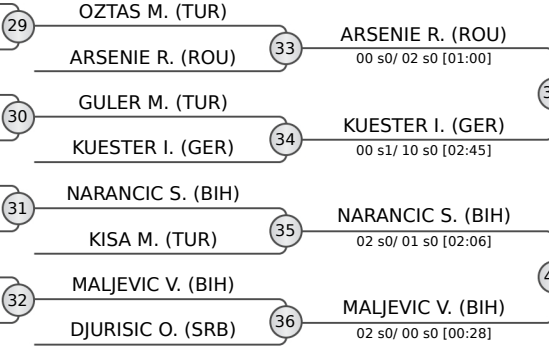 OZTAS M. (TUR)
29
33
ARSENIE R. (ROU)
ARSENIE R. (ROU)
00 s0/ 02 s0 [01:00]
GULER M. (TUR)
30
34
KUESTER I. (GER)
KUESTER I. (GER)
00 s1/ 10 s0 [02:45]
NARANCIC S. (BIH)
31
35
KISA M. (TUR)
NARANCIC S. (BIH)
02 s0/ 01 s0 [02:06]
MALJEVIC V. (BIH)
32
36
DJURISIC O. (SRB)
MALJEVIC V. (BIH)
02 s0/ 00 s0 [00:28]